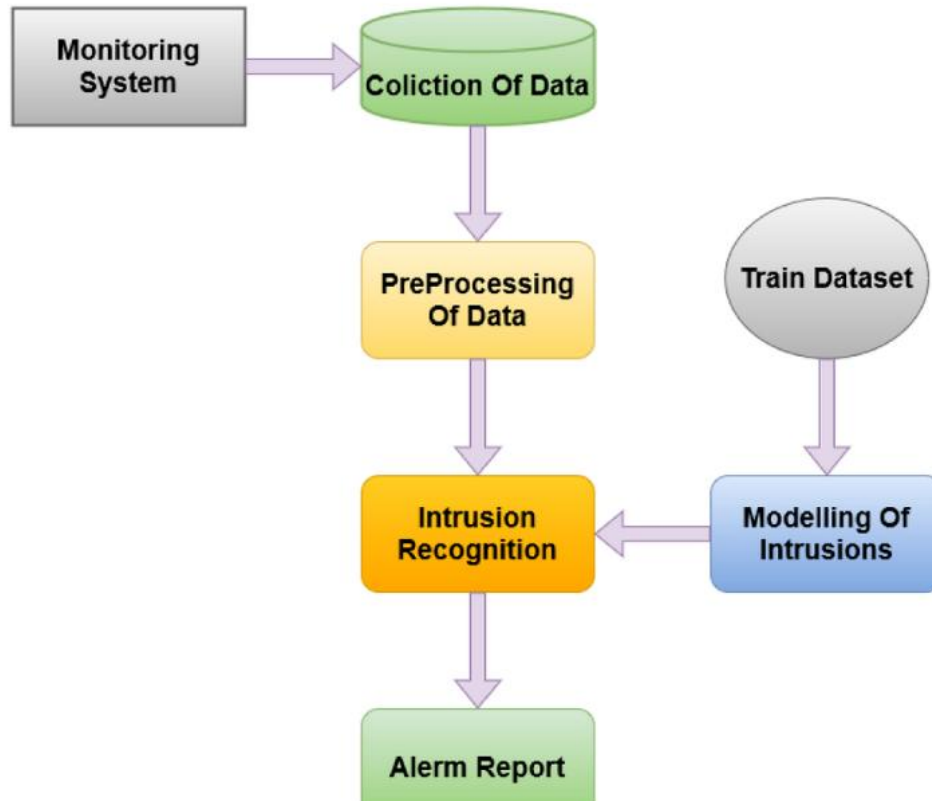 Monitoring
System
Coliction Of Data
PreProcessing
Of Data
Train Dataset
Intrusion
Recognition
Modelling Of
Intrusions
Alerm Report